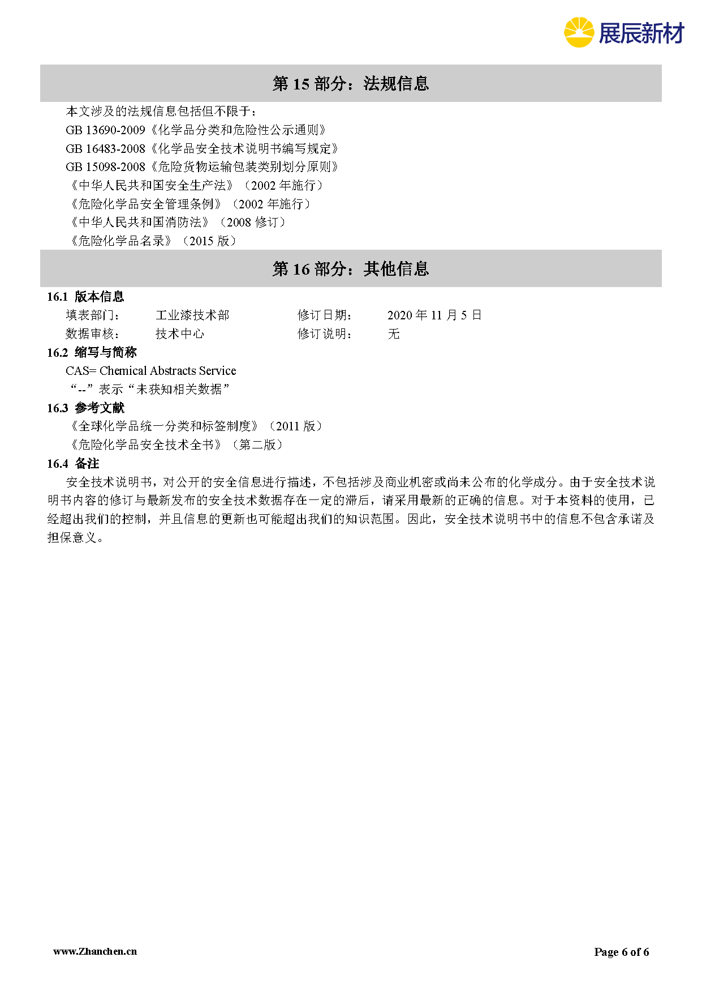 展辰新材
第 15 部分：法规信息
本文涉及的法规信息包括但不限于：
GB 13690-2009《化学品分类和危险性公示通则》
GB 16483-2008《化学品安全技术说明书编写规定》
GB 15098-2008《危险货物运输包装类别划分原则》
《中华人民共和国安全生产法》（2002 年施行）
《危险化学品安全管理条例》（2002 年施行）
《中华人民共和国消防法》（2008 修订）
《危险化学品名录》（2015 版）
第 16 部分：其他信息
16.1 版本信息
填表部门： 工业漆技术部 修订日期： 2020 年 11 月 5 日
数据审核： 技术中心 修订说明： 无
16.2 缩写与简称
CAS= Chemical Abstracts Service
“--”表示“未获知相关数据”
16.3 参考文献
《全球化学品统一分类和标签制度》（2011 版）
《危险化学品安全技术全书》（第二版）
16.4 备注
安全技术说明书，对公开的安全信息进行描述，不包括涉及商业机密或尚未公布的化学成分。由于安全技术说
明书内容的修订与最新发布的安全技术数据存在一定的滞后，请采用最新的正确的信息。对于本资料的使用，已
经超出我们的控制，并且信息的更新也可能超出我们的知识范围。因此，安全技术说明书中的信息不包含承诺及
担保意义。
www.Zhanchen.cn Page 6 of 6